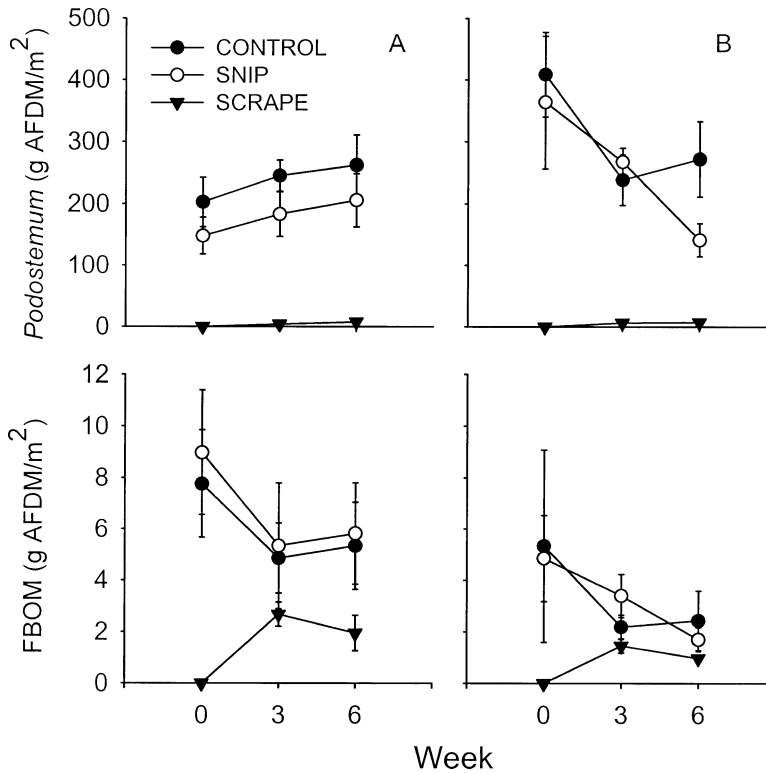 500
400
300
200
100
0
Podostemum (g AFDM/m²)
CONTROL
SNIP
SCRAPE
A
B
12
10
8
6
4
2
0
FBOM (g AFDM/m²)
0 3 6
0 3 6
Week